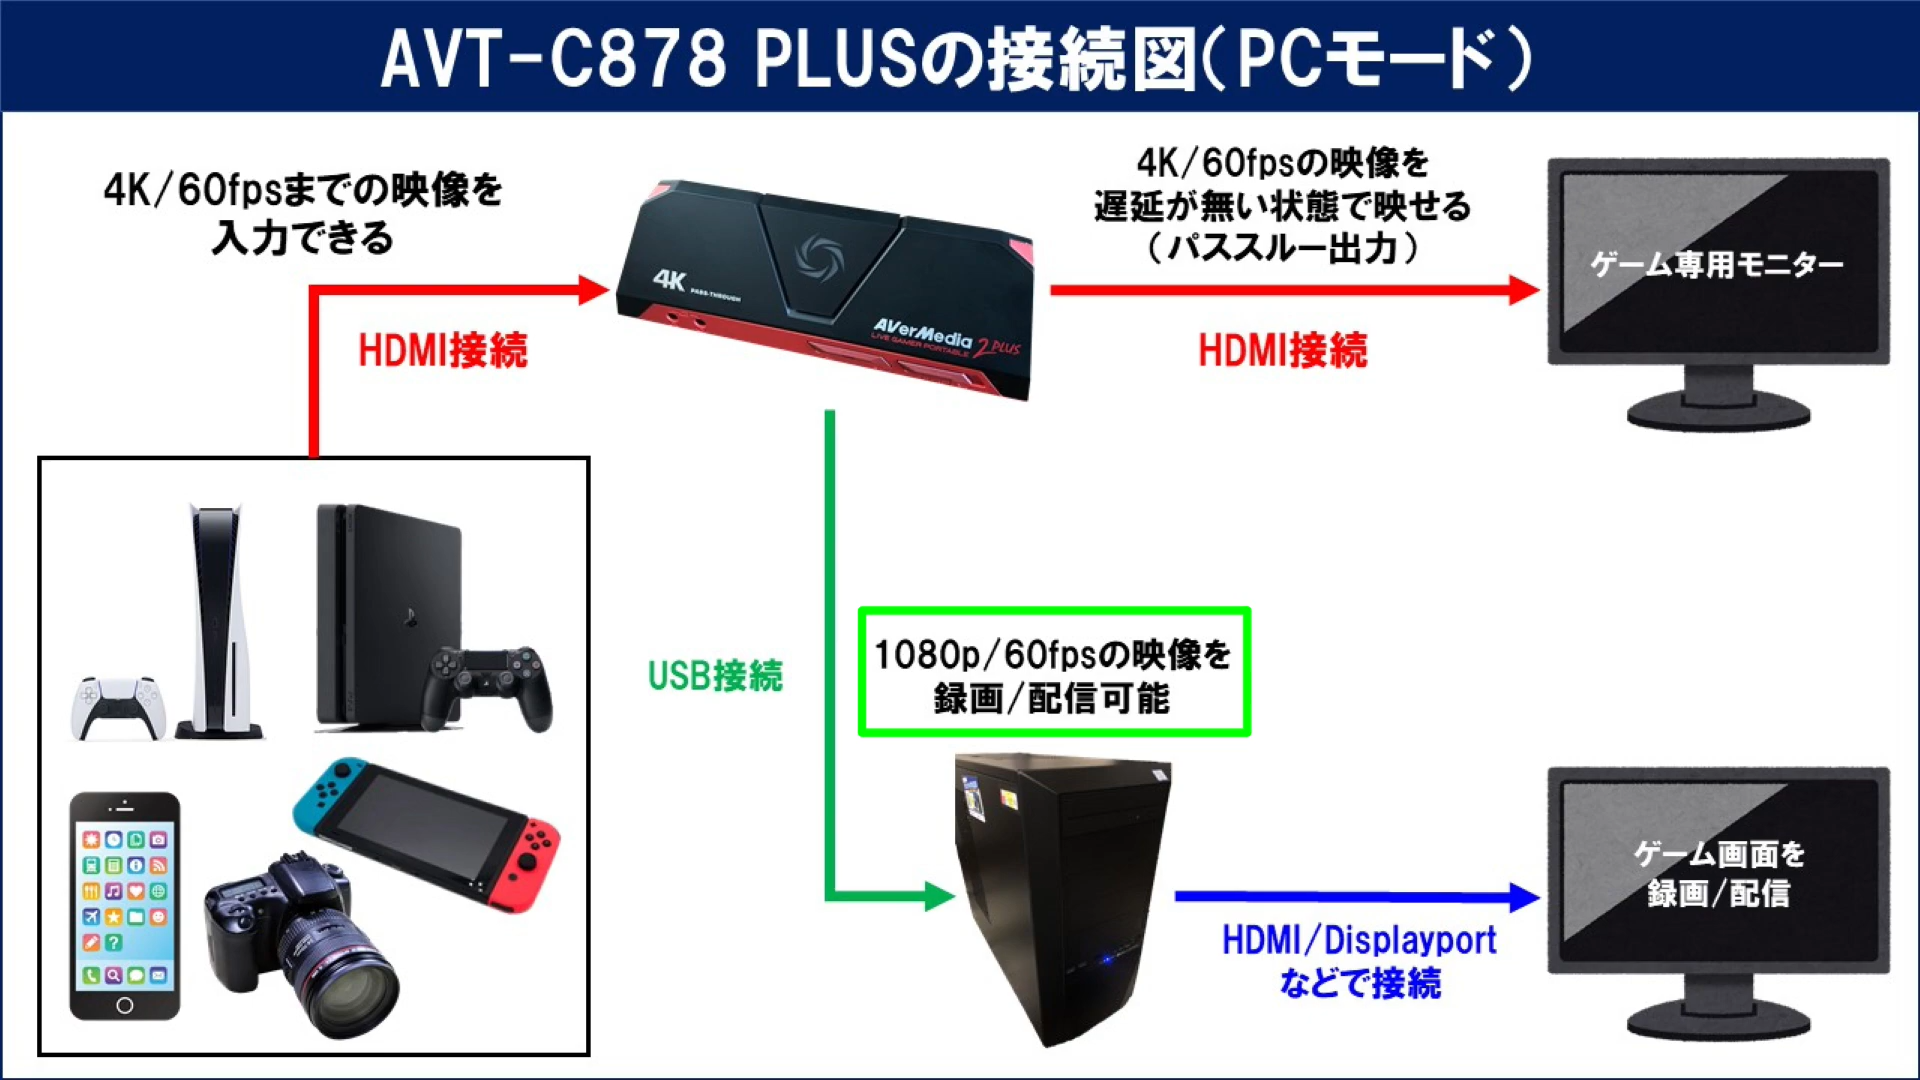 AVT-C878 PLUSの接続図(PCモード)
4K/60fpsまでの映像を
入力できる
4K/60fpsの映像を
遅延が無い状態で映せる
(パススルー出力)
ゲーム専用モニター
4K PASS-THROUGH
AVerMedia
LIVE GAMER PORTABLE 2 PLUS
HDMI接続
HDMI接続
USB接続
1080p/60fpsの映像を
録画/配信可能
ゲーム画面を
録画/配信
HDMI/Displayport
などで接続